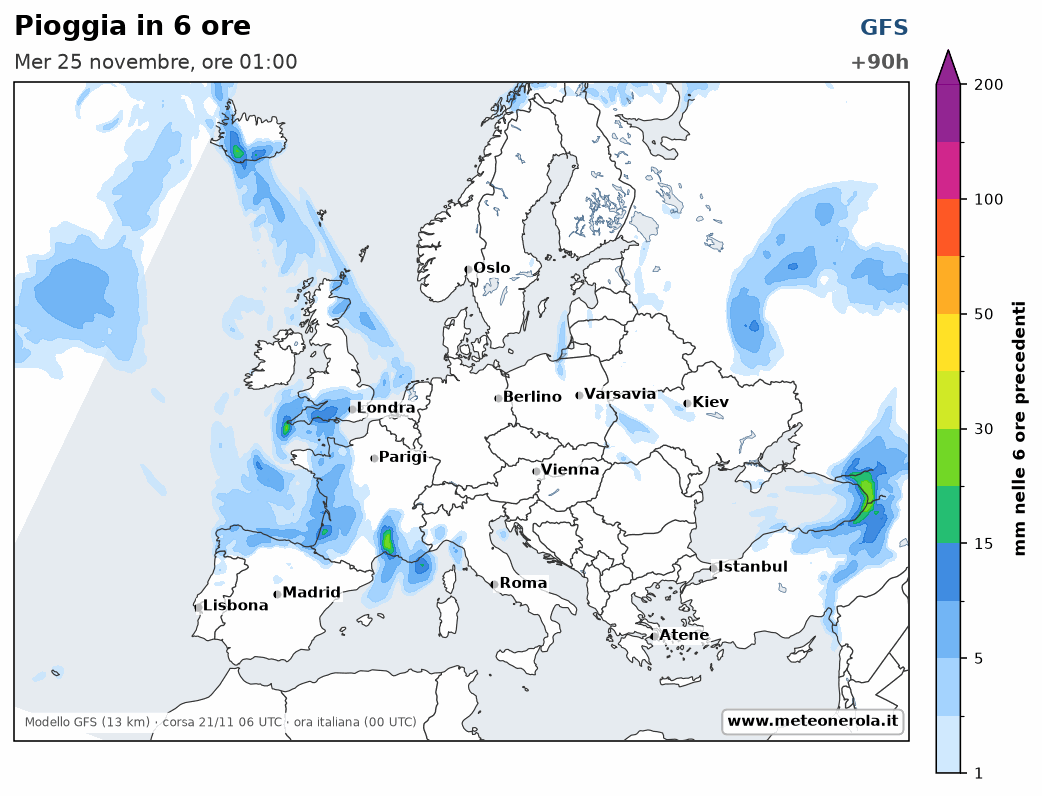 Pioggia in 6 ore
GFS
Mer 25 novembre, ore 01:00
+90h
200
100
50
30
15
5
1
mm nelle 6 ore precedenti
Oslo
Berlino
Varsavia
Kiev
Londra
Parigi
Vienna
Istanbul
Roma
Madrid
Lisbona
Atene
Modello GFS (13 km) · corsa 21/11 06 UTC · ora italiana (00 UTC)
www.meteonerola.it